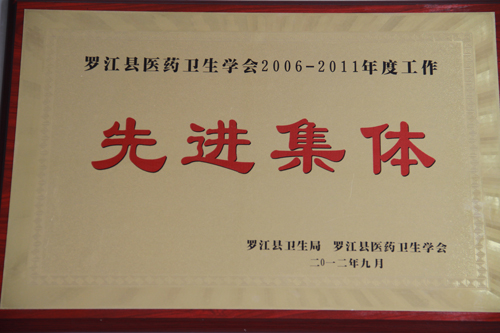 罗江县医药卫生学会2006-2011年度工作
先进集体
罗江县卫生局 罗江县医药卫生学会
二0一二年九月